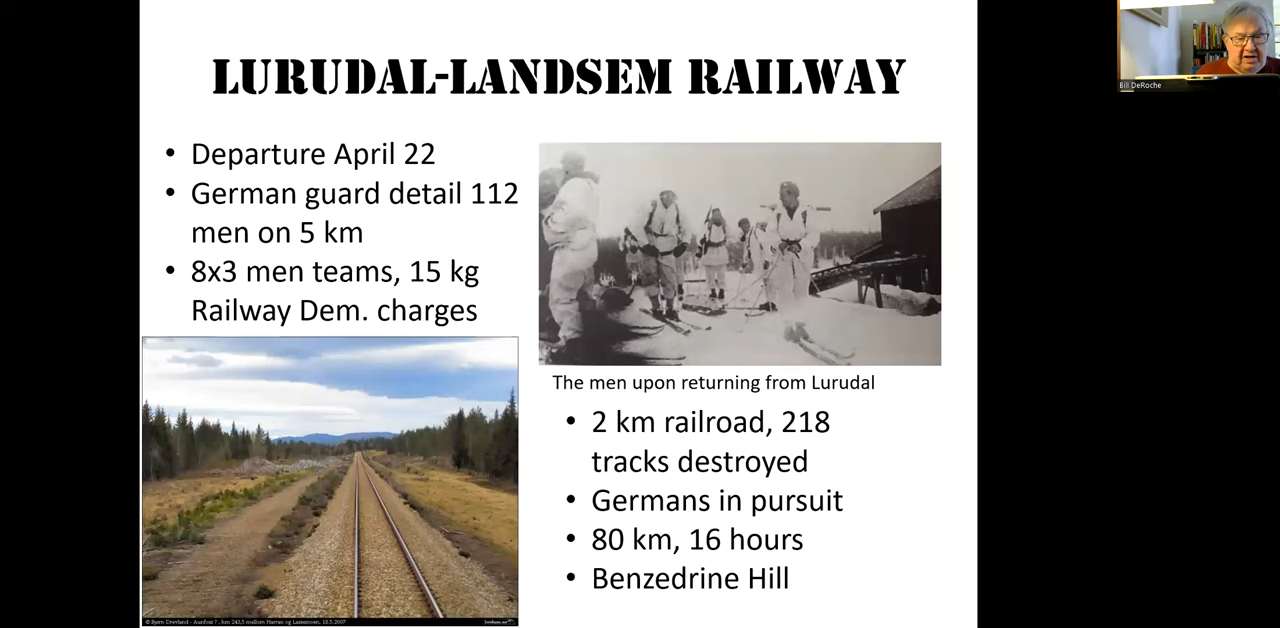 LURUDAL-LANDSEM RAILWAY
• Departure April 22
• German guard detail 112
men on 5 km
• 8x3 men teams, 15 kg
Railway Dem. charges
The men upon returning from Lurudal
• 2 km railroad, 218
tracks destroyed
• Germans in pursuit
• 80 km, 16 hours
• Benzedrine Hill
Bill DeRoche